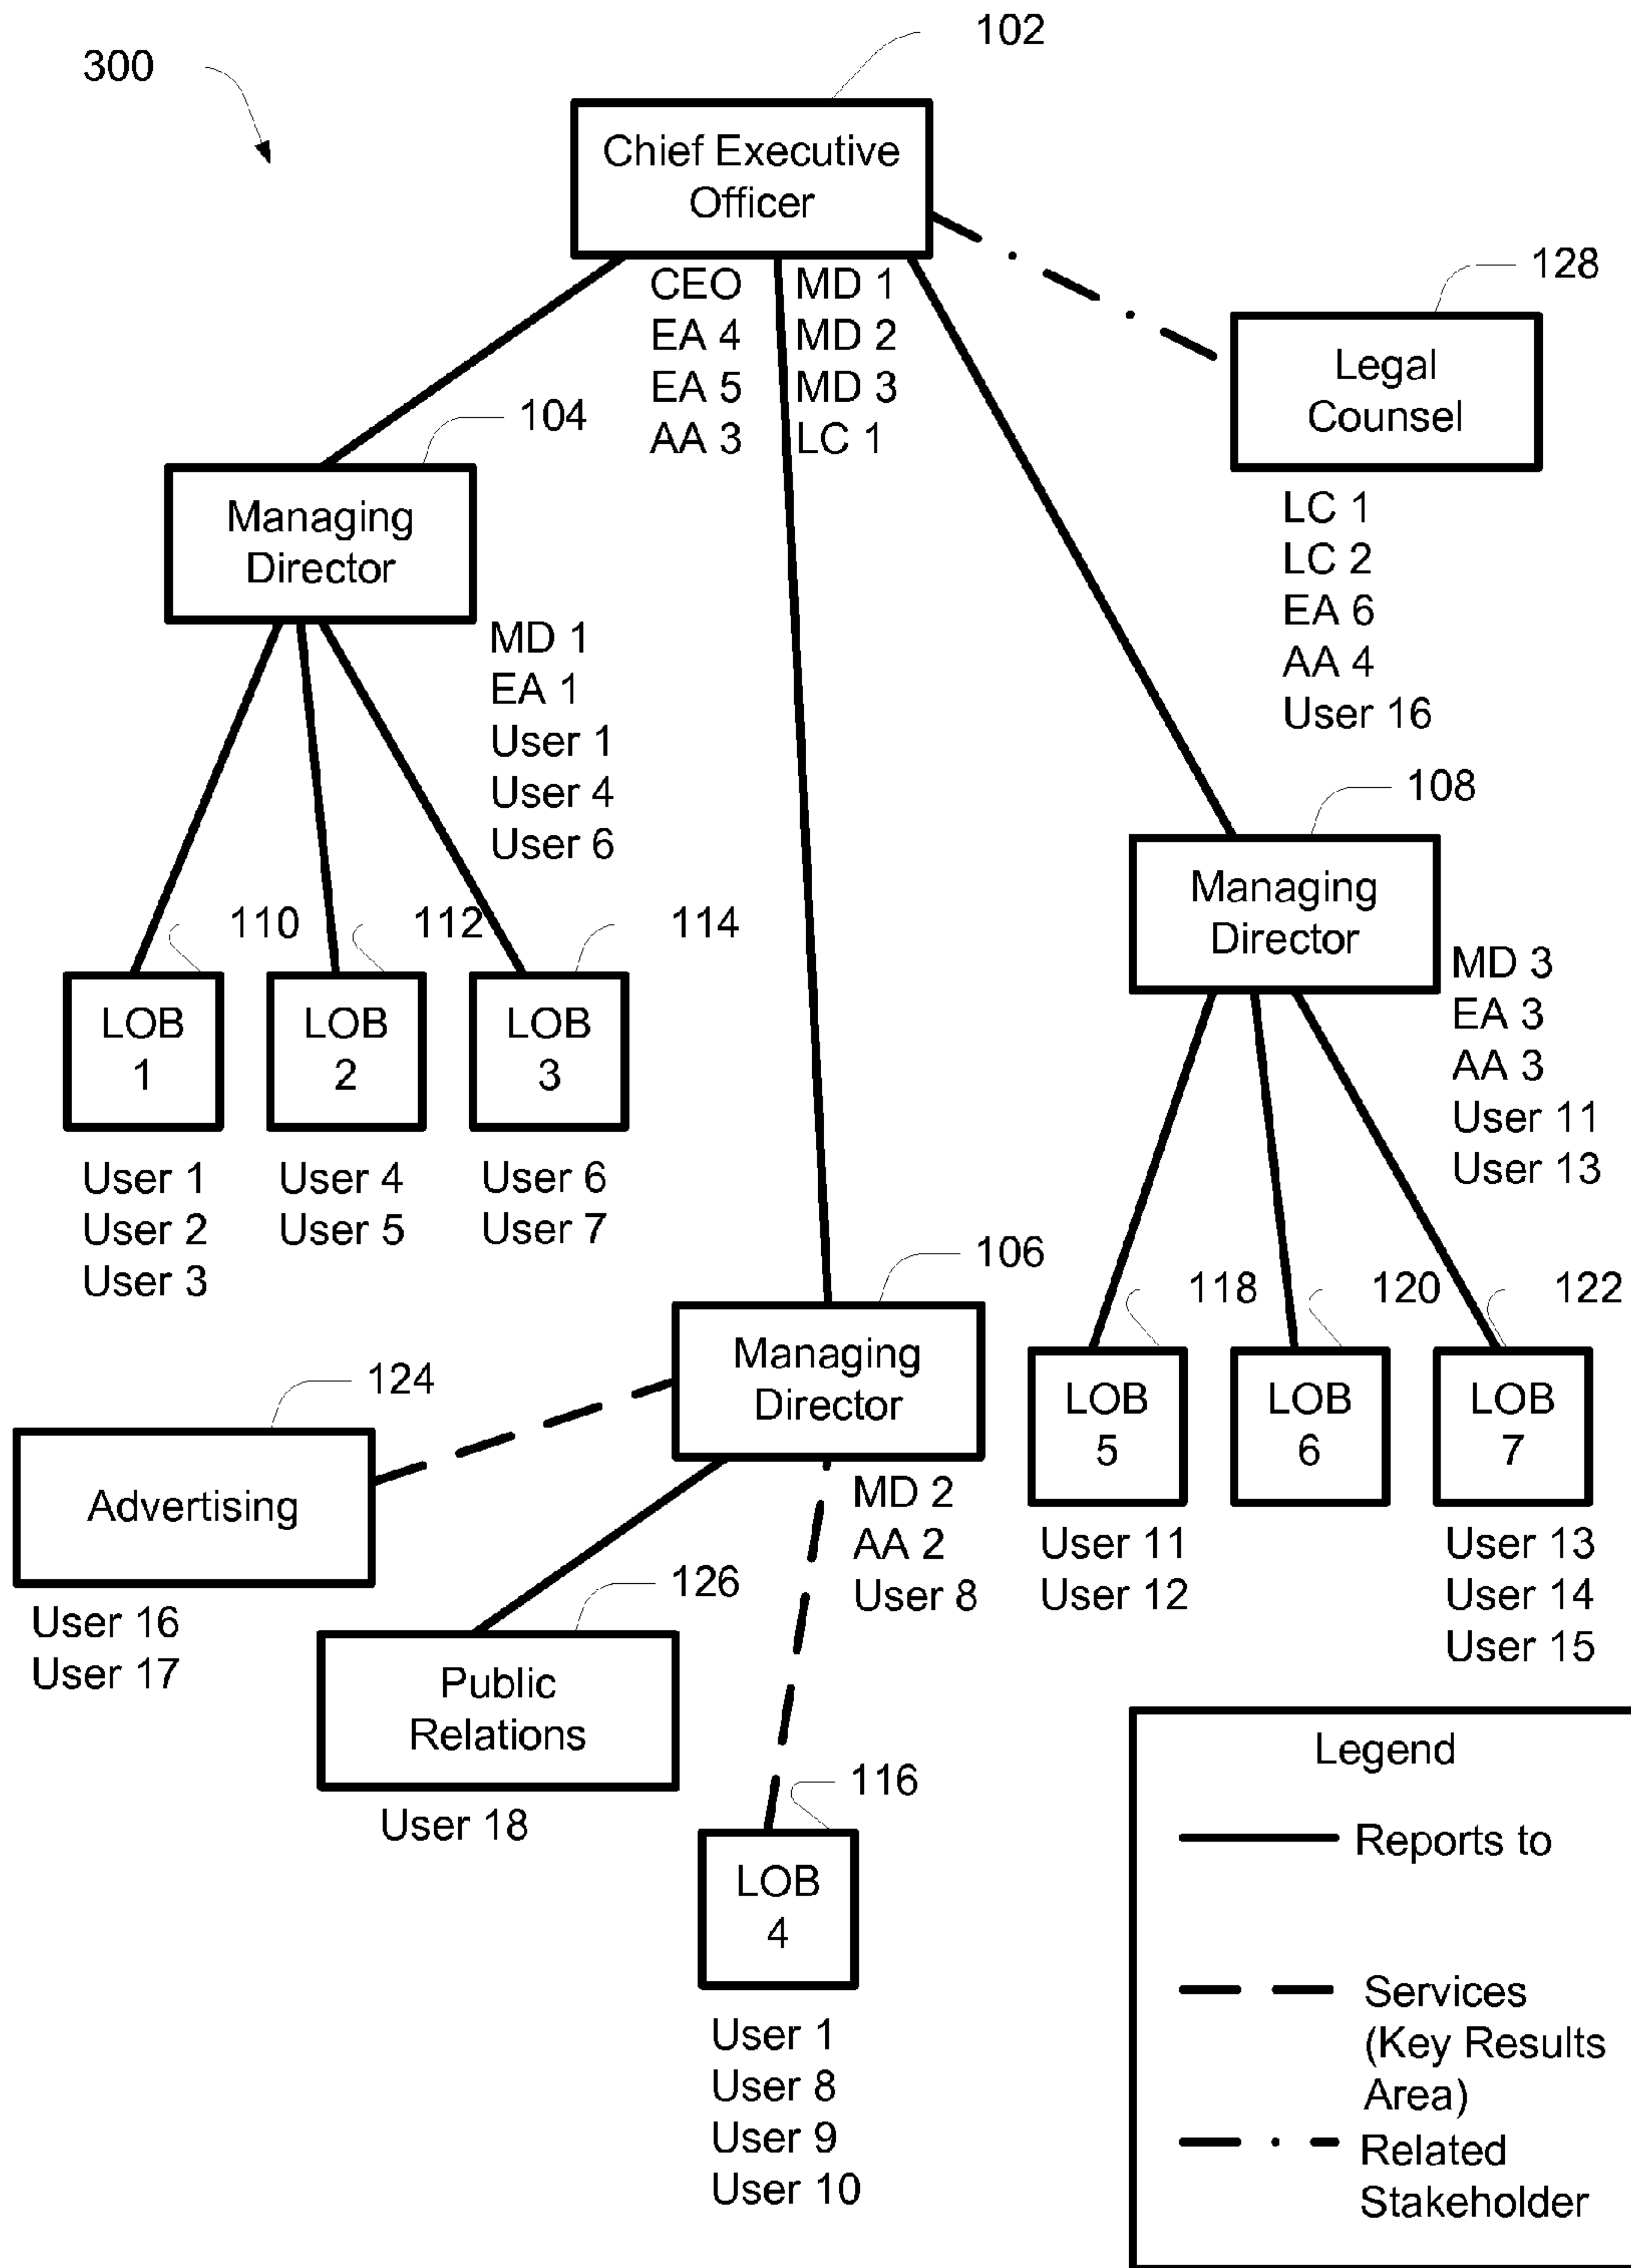 300
102
Chief Executive
Officer
CEO
EA 4
EA 5
AA 3
MD 1
MD 2
MD 3
LC 1
128
Legal
Counsel
LC 1
LC 2
EA 6
AA 4
User 16
104
Managing
Director
MD 1
EA 1
User 1
User 4
User 6
110
112
114
LOB
1
LOB
2
LOB
3
User 1
User 2
User 3
User 4
User 5
User 6
User 7
108
Managing
Director
MD 3
EA 3
AA 3
User 11
User 13
118
120
122
LOB
5
LOB
6
LOB
7
User 11
User 12
User 13
User 14
User 15
106
Managing
Director
MD 2
AA 2
User 8
124
Advertising
User 16
User 17
126
Public
Relations
User 18
116
LOB
4
User 1
User 8
User 9
User 10
Legend
Reports to
Services
(Key Results
Area)
Related
Stakeholder